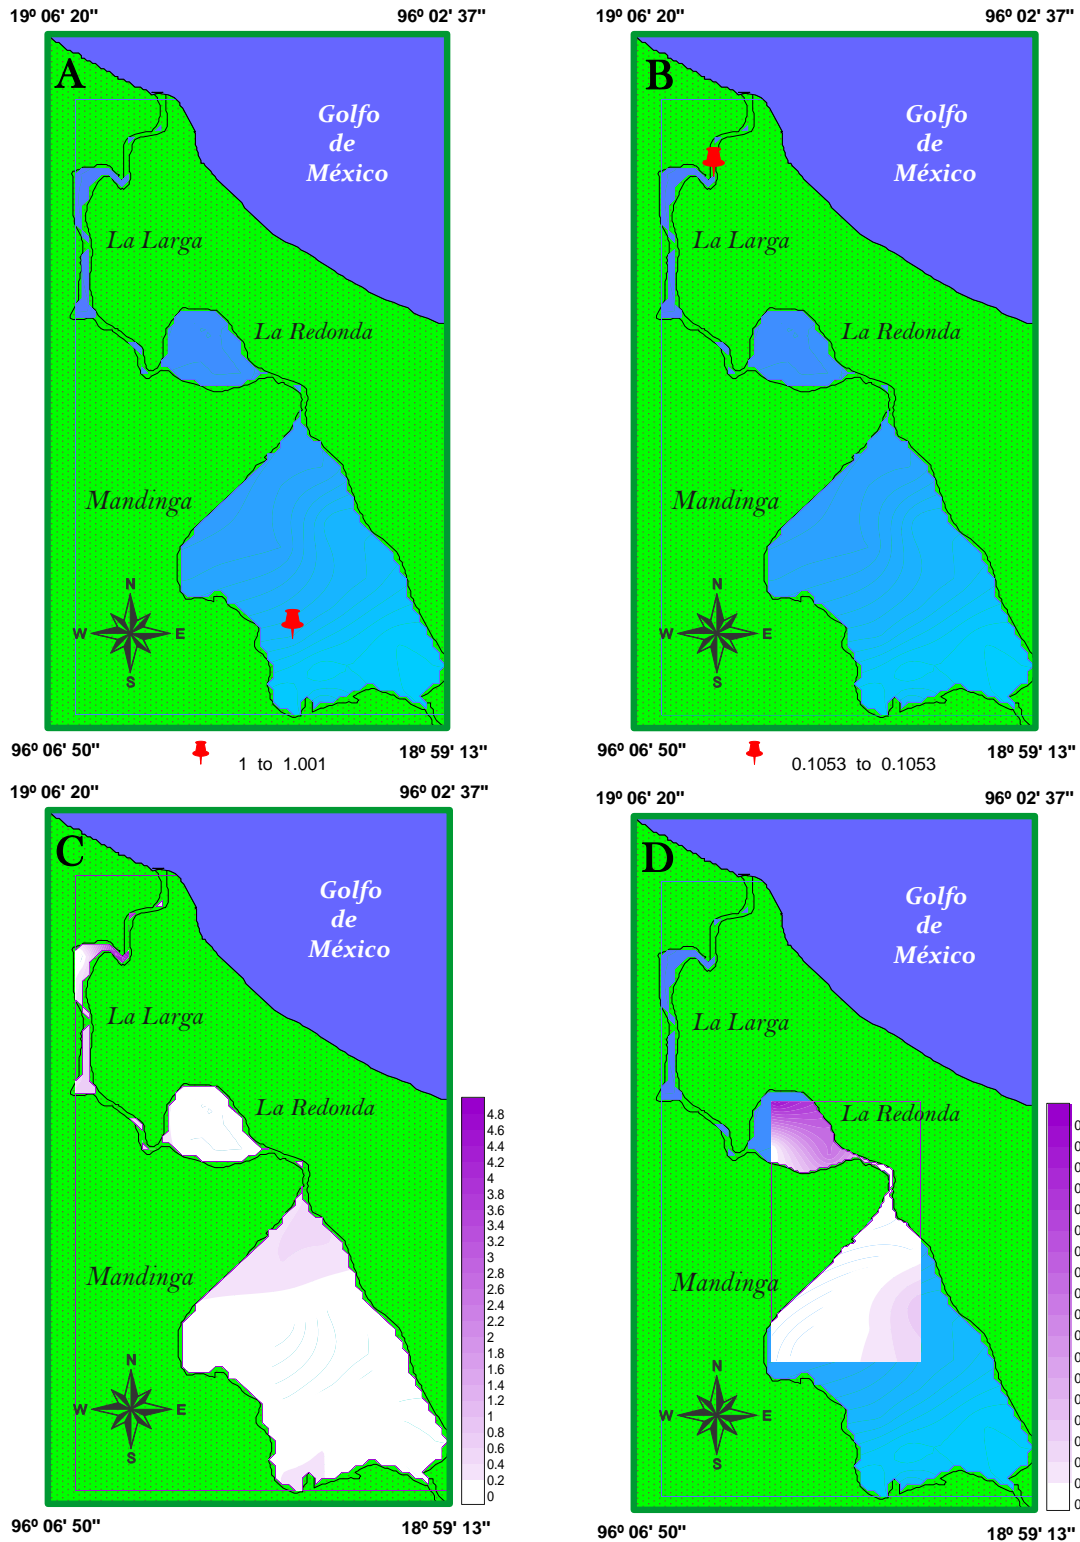 19º 06' 20"
96º 02' 37"
A
Golfo
de
México
La Larga
La Redonda
Mandinga
N
W
E
S
96º 06' 50"
18º 59' 13"
1 to 1.001
19º 06' 20"
96º 02' 37"
B
Golfo
de
México
La Larga
La Redonda
Mandinga
N
W
E
S
96º 06' 50"
18º 59' 13"
0.1053 to 0.1053
19º 06' 20"
96º 02' 37"
C
Golfo
de
México
La Larga
La Redonda
Mandinga
N
W
E
S
4.8
4.6
4.4
4.2
4
3.8
3.6
3.4
3.2
3
2.8
2.6
2.4
2.2
2
1.8
1.6
1.4
1.2
1
0.8
0.6
0.4
0.2
0
96º 06' 50"
18º 59' 13"
19º 06' 20"
96º 02' 37"
D
Golfo
de
México
La Larga
La Redonda
Mandinga
N
W
E
S
96º 06' 50"
18º 59' 13"